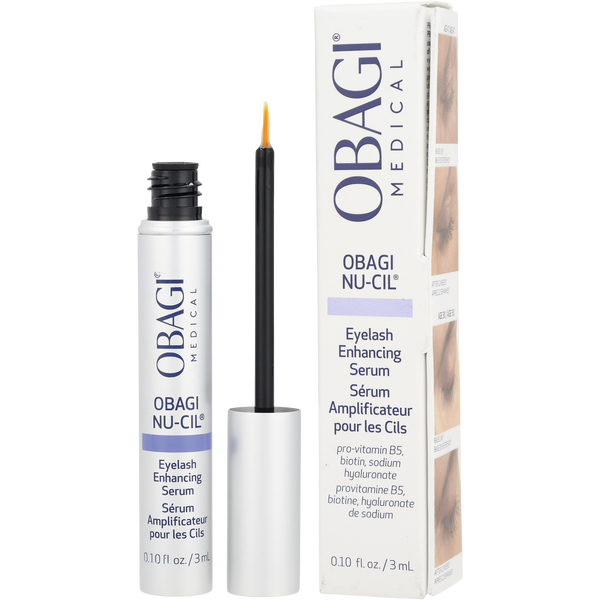 OBAGI®
MEDICAL
OBAGI
NU-CIL®
Eyelash
Enhancing
Serum
Sérum
Amplificateur
pour les Cils
0.10 fl. oz./3 mL
OBAGI®
MEDICAL
OBAGI
NU-CIL®
Eyelash
Enhancing
Serum
Sérum
Amplificateur
pour les Cils
pro-vitamin B5,
biotin, sodium
hyaluronate
provitamine B5,
biotine, hyaluronate
de sodium
0.10 fl. oz./3 mL